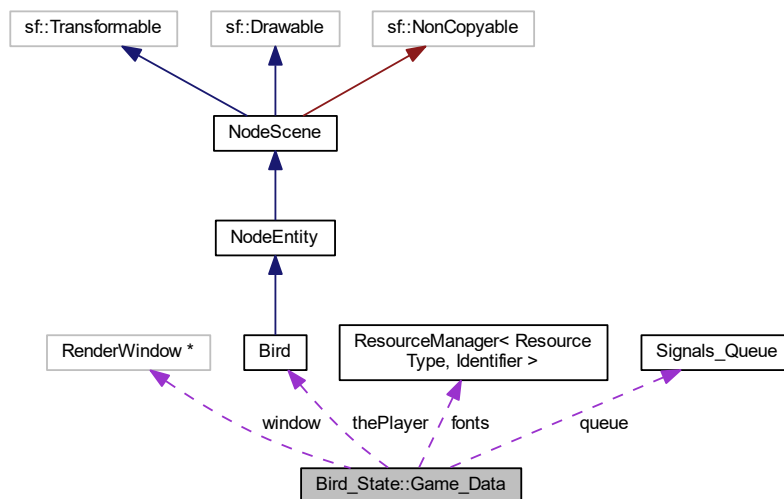 sf::Transformable
sf::Drawable
sf::NonCopyable
NodeScene
NodeEntity
RenderWindow *
Bird
ResourceManager< Resource
Type, Identifier >
Signals_Queue
window
thePlayer
fonts
queue
Bird_State::Game_Data